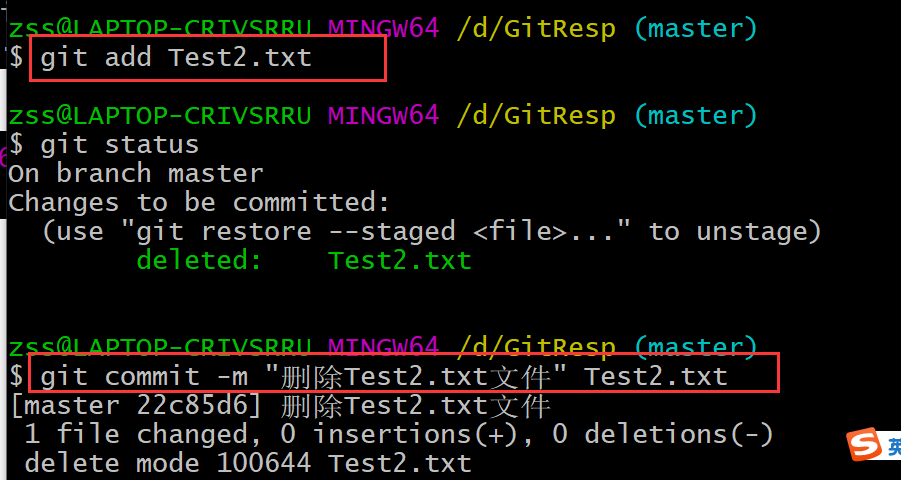 zss@LAPTOP-CRIVSRRU MINGW64 /d/GitResp (master)
$ git add Test2.txt
zss@LAPTOP-CRIVSRRU MINGW64 /d/GitResp (master)
$ git status
On branch master
Changes to be committed:
  (use "git restore --staged <file>..." to unstage)
        deleted:    Test2.txt
zss@LAPTOP-CRIVSRRU MINGW64 /d/GitResp (master)
$ git commit -m "删除Test2.txt文件" Test2.txt
[master 22c85d6] 删除Test2.txt文件
 1 file changed, 0 insertions(+), 0 deletions(-)
 delete mode 100644 Test2.txt